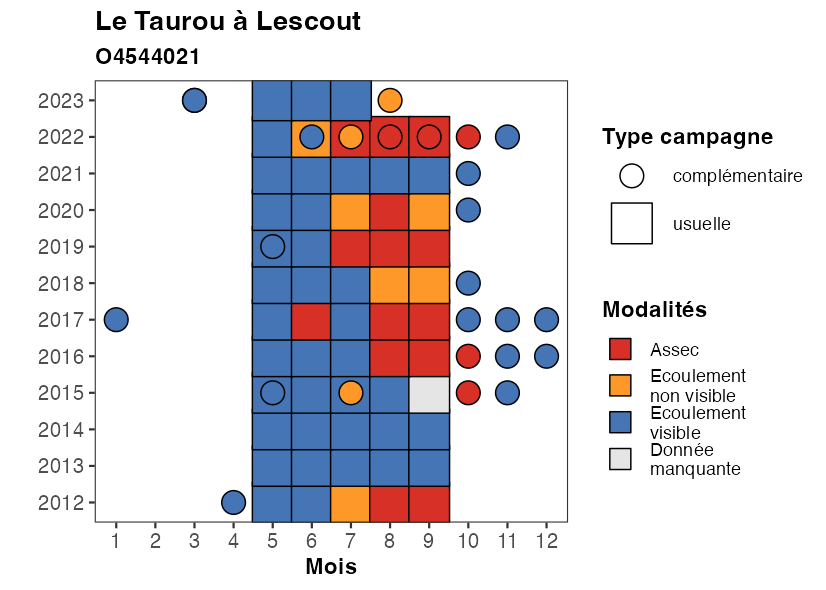 Le Taurou à Lescout
O4544021
2023
2022
2021
2020
2019
2018
2017
2016
2015
2014
2013
2012
1 2 3 4 5 6 7 8 9 10 11 12
Mois
Type campagne
complémentaire
usuelle
Modalités
Assec
Ecoulement
non visible
Ecoulement
visible
Donnée
manquante